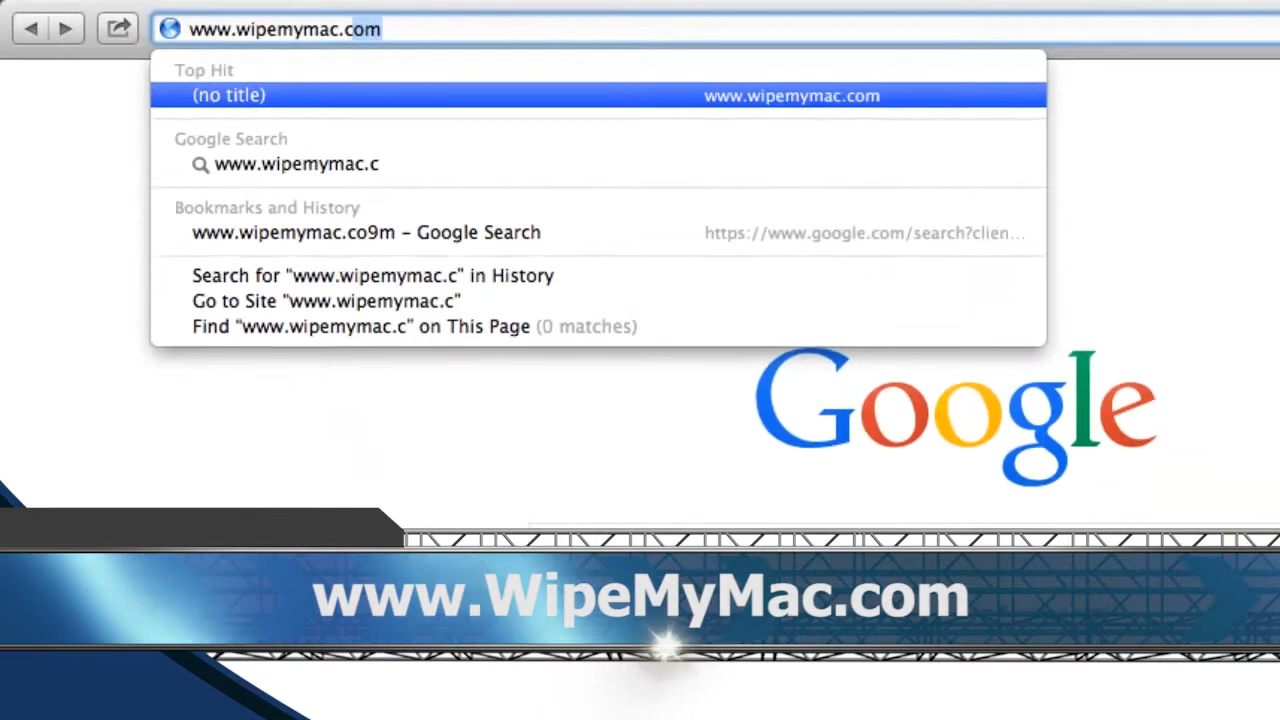 www.wipemymac.com
Top Hit
(no title) www.wipemymac.com
Google Search
www.wipemymac.c
Bookmarks and History
www.wipemymac.co9m – Google Search https://www.google.com/search?clien...
Search for "www.wipemymac.c" in History
Go to Site "www.wipemymac.c"
Find "www.wipemymac.c" on This Page (0 matches)
Google
www.WipeMyMac.com